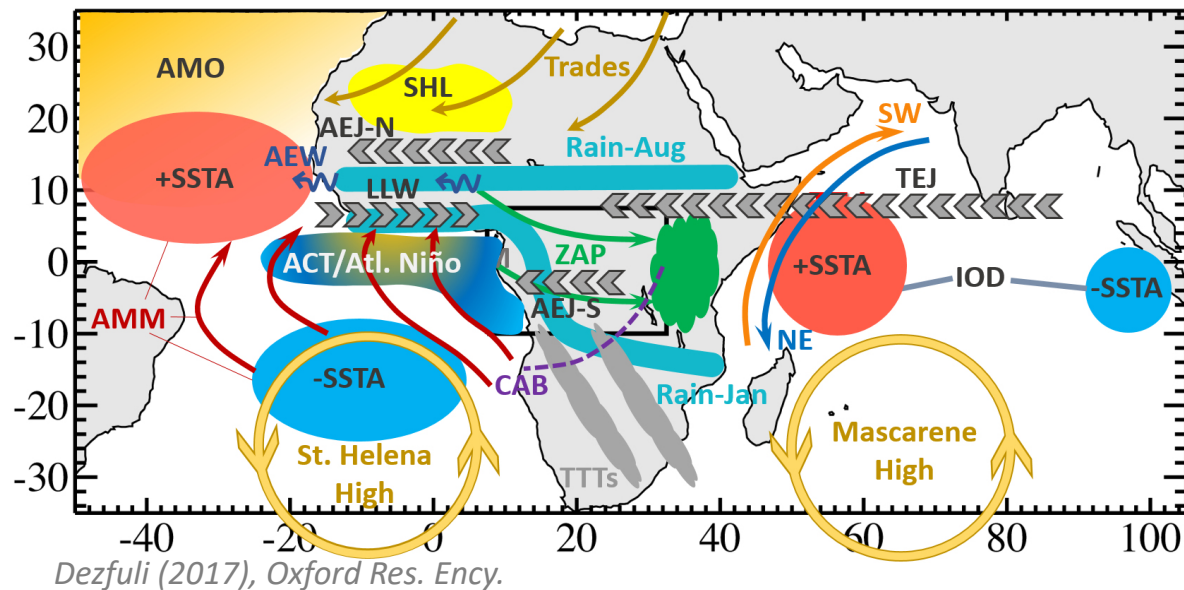 30
20
10
0
-10
-20
-30
-40
-20
0
20
40
60
80
100
AMO
SHL
Trades
SW
AEJ-N
AEW
Rain-Aug
TEJ
+SSTA
LLW
ACT/Atl. Niño
ZAP
+SSTA
IOD
-SSTA
AEJ-S
AMM
NE
-SSTA
CAB
Rain-Jan
St. Helena
High
TTTs
Mascarene
High
Dezfuli (2017), Oxford Res. Ency.